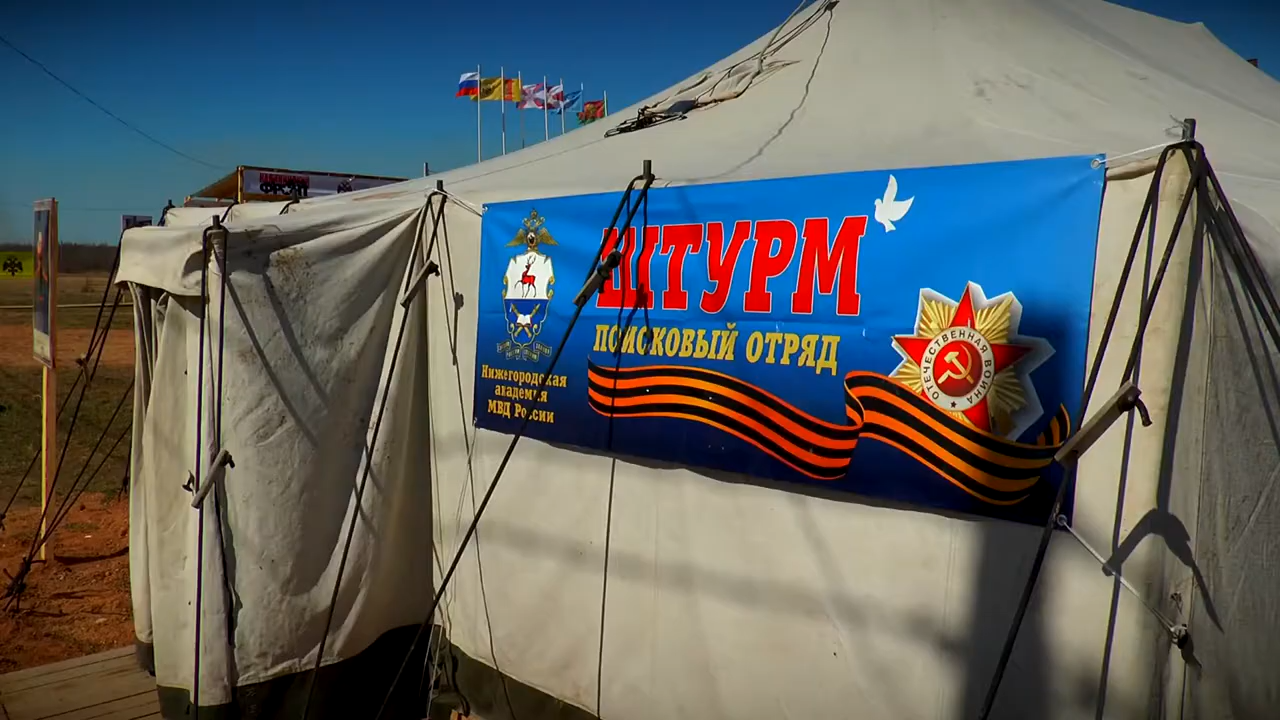 ШТУРМ
ПОИСКОВЫЙ ОТРЯД
Нижегородская
академия
МВД России
ОТЕЧЕСТВЕННАЯ ВОЙНА